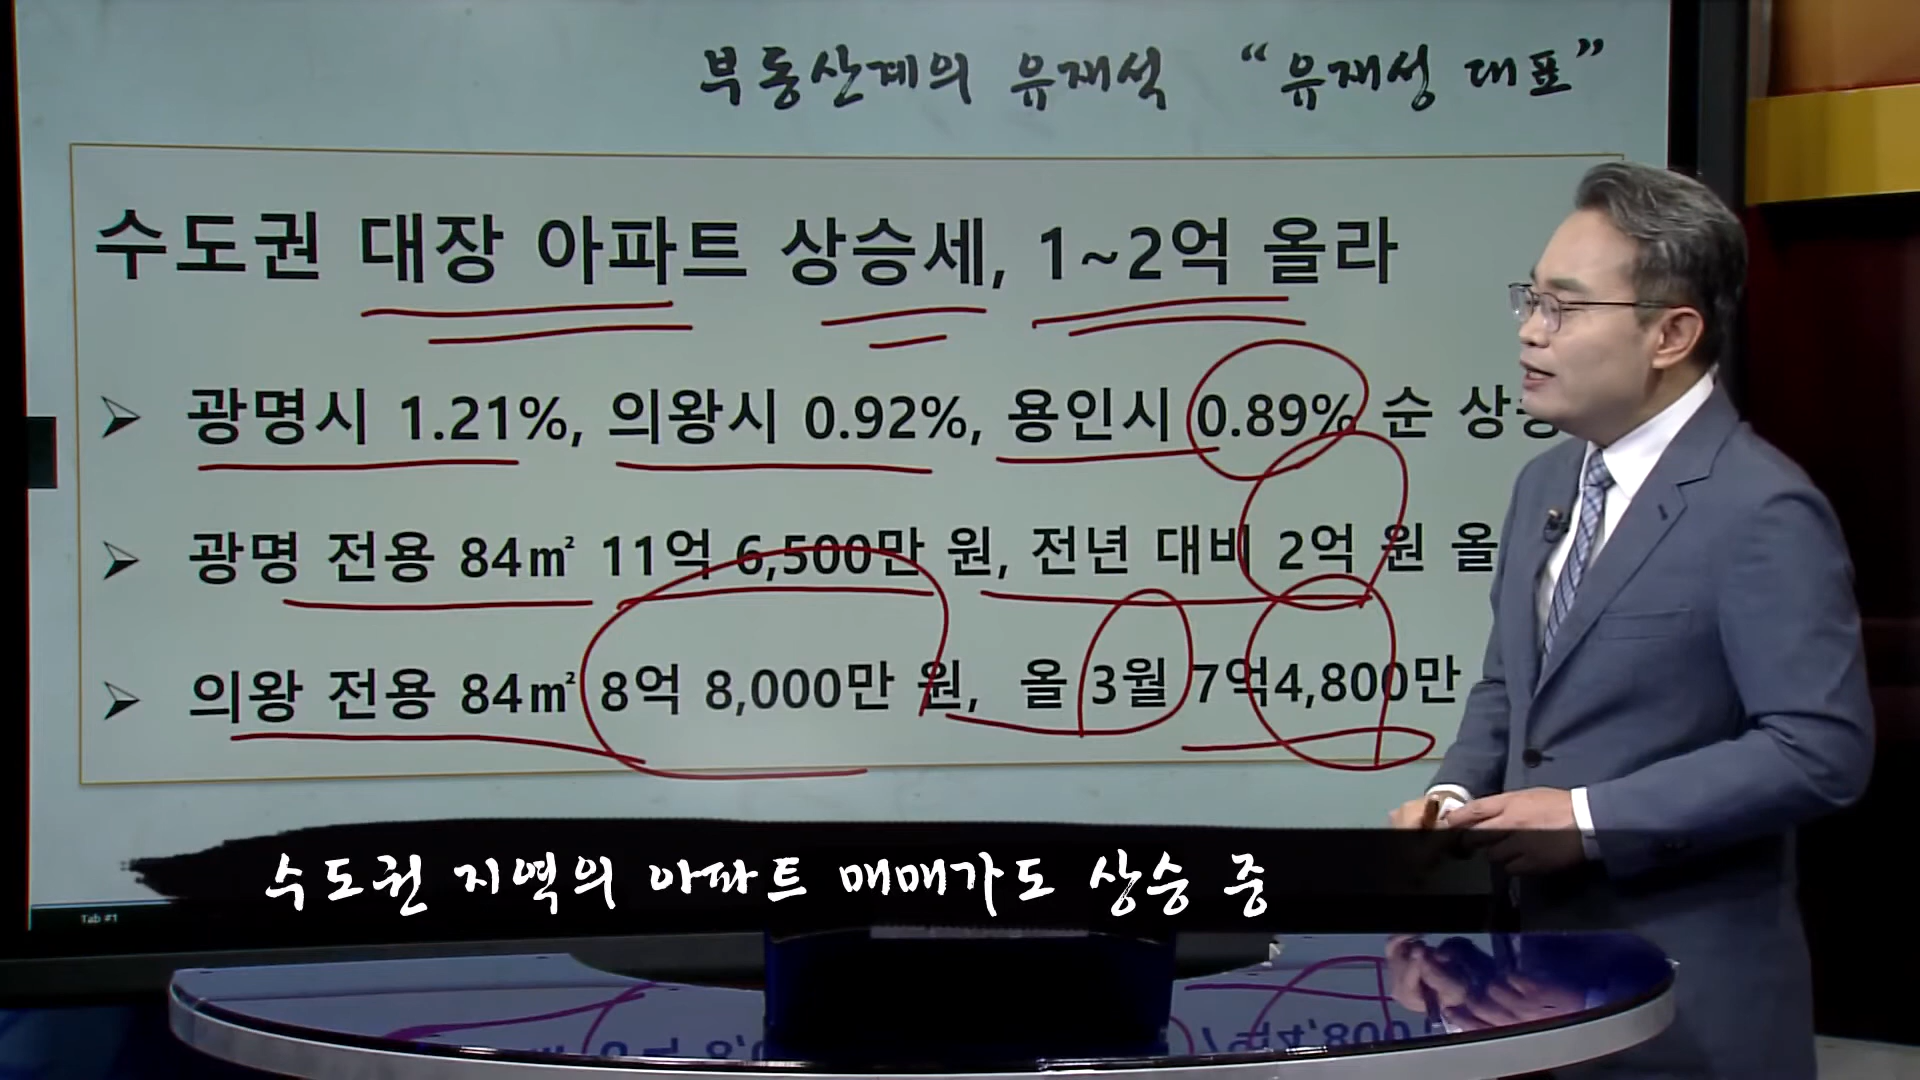 부동산계의 유재석 “유재성 대표”
수도권 대장 아파트 상승세, 1~2억 올라
➢ 광명시 1.21%, 의왕시 0.92%, 용인시 0.89% 순
➢ 광명 전용 84㎡ 11억 6,500만 원, 전년 대비 2억 원 올
➢ 의왕 전용 84㎡ 8억 8,000만 원, 올 3월 7억4,800만
수도권 지역의 아파트 매매가도 상승 중
Tab #1